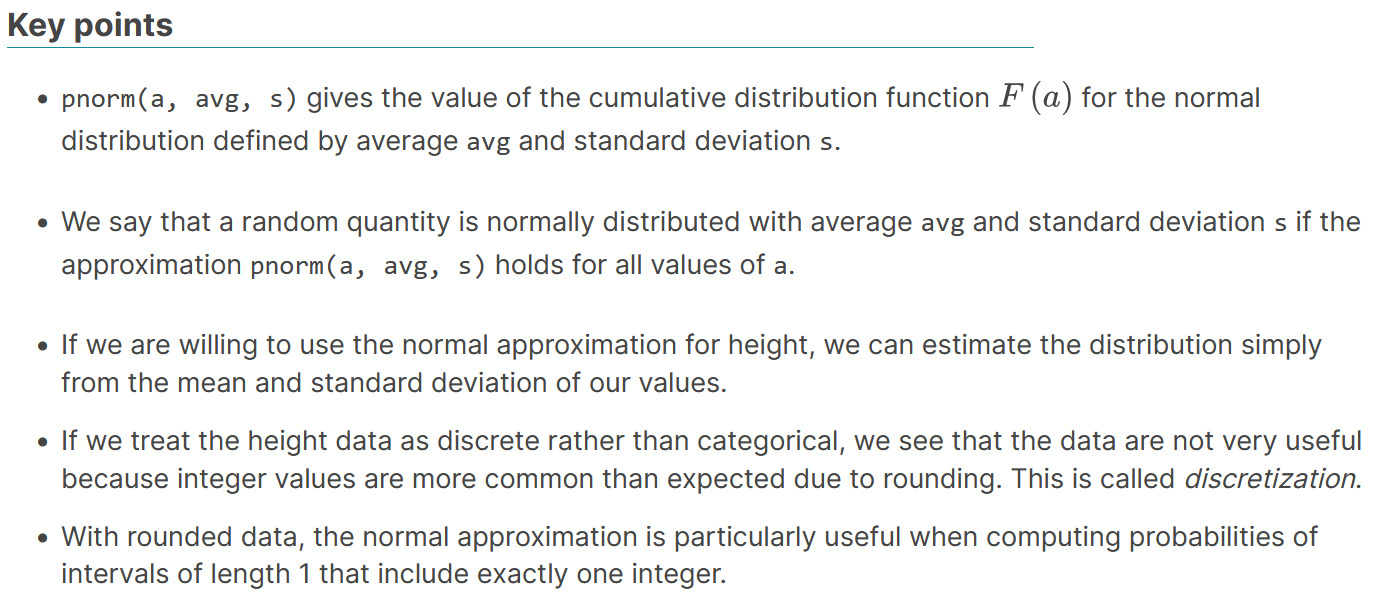 Key points
• pnorm(a, avg, s) gives the value of the cumulative distribution function F (a) for the normal
distribution defined by average avg and standard deviation s.
• We say that a random quantity is normally distributed with average avg and standard deviation s if the
approximation pnorm(a, avg, s) holds for all values of a.
• If we are willing to use the normal approximation for height, we can estimate the distribution simply
from the mean and standard deviation of our values.
• If we treat the height data as discrete rather than categorical, we see that the data are not very useful
because integer values are more common than expected due to rounding. This is called discretization.
• With rounded data, the normal approximation is particularly useful when computing probabilities of
intervals of length 1 that include exactly one integer.